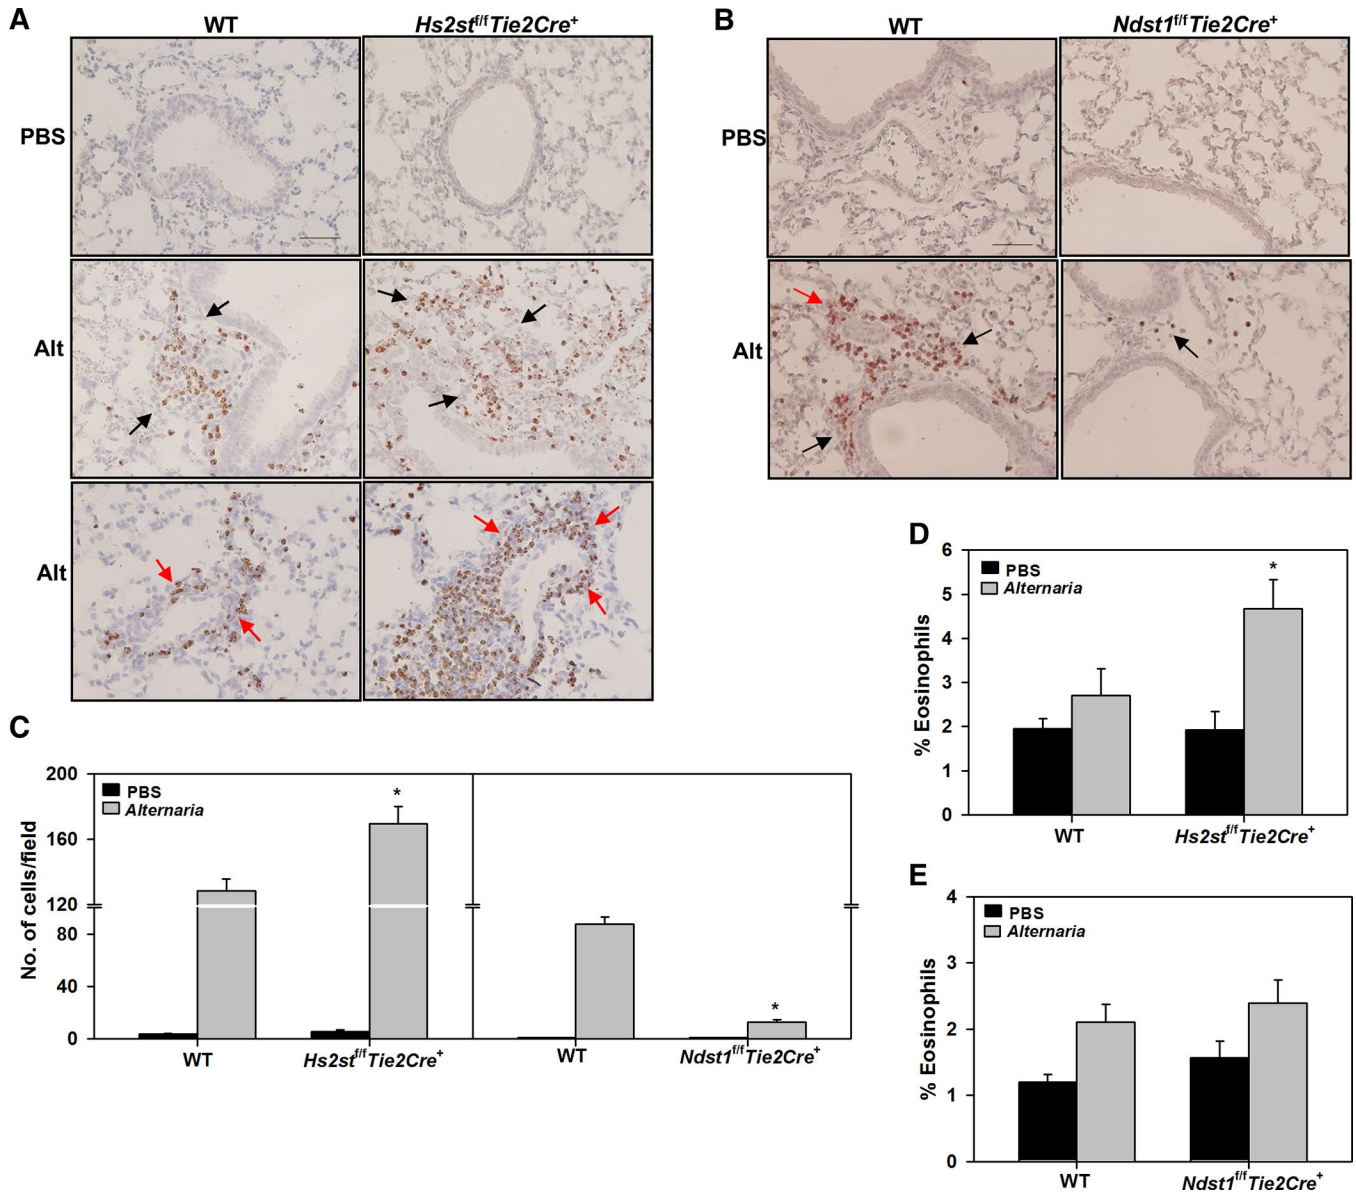 A
WT
Hs2st^f/f Tie2Cre^+
PBS
Alt
Alt
B
WT
Ndst1^f/f Tie2Cre^+
PBS
Alt
C
No. of cells/field
200
160
120
80
40
0
PBS
Alternaria
*
*
WT
Hs2st^f/f Tie2Cre^+
WT
Ndst1^f/f Tie2Cre^+
D
% Eosinophils
6
5
4
3
2
1
0
PBS
Alternaria
*
WT
Hs2st^f/f Tie2Cre^+
E
% Eosinophils
4
3
2
1
0
PBS
Alternaria
WT
Ndst1^f/f Tie2Cre^+